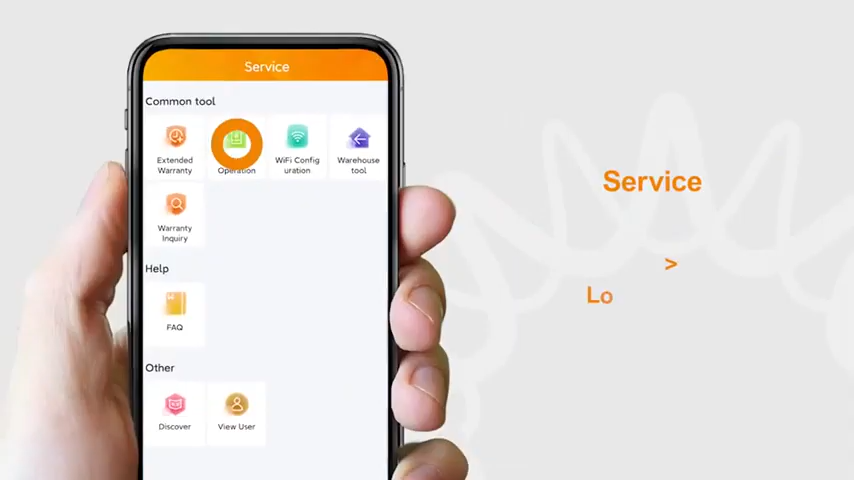 Service
Common tool
Extended
Warranty
Operation
WiFi Config
uration
Warehouse
tool
Warranty
Inquiry
Help
FAQ
Other
Discover
View User
Service
>
Lo